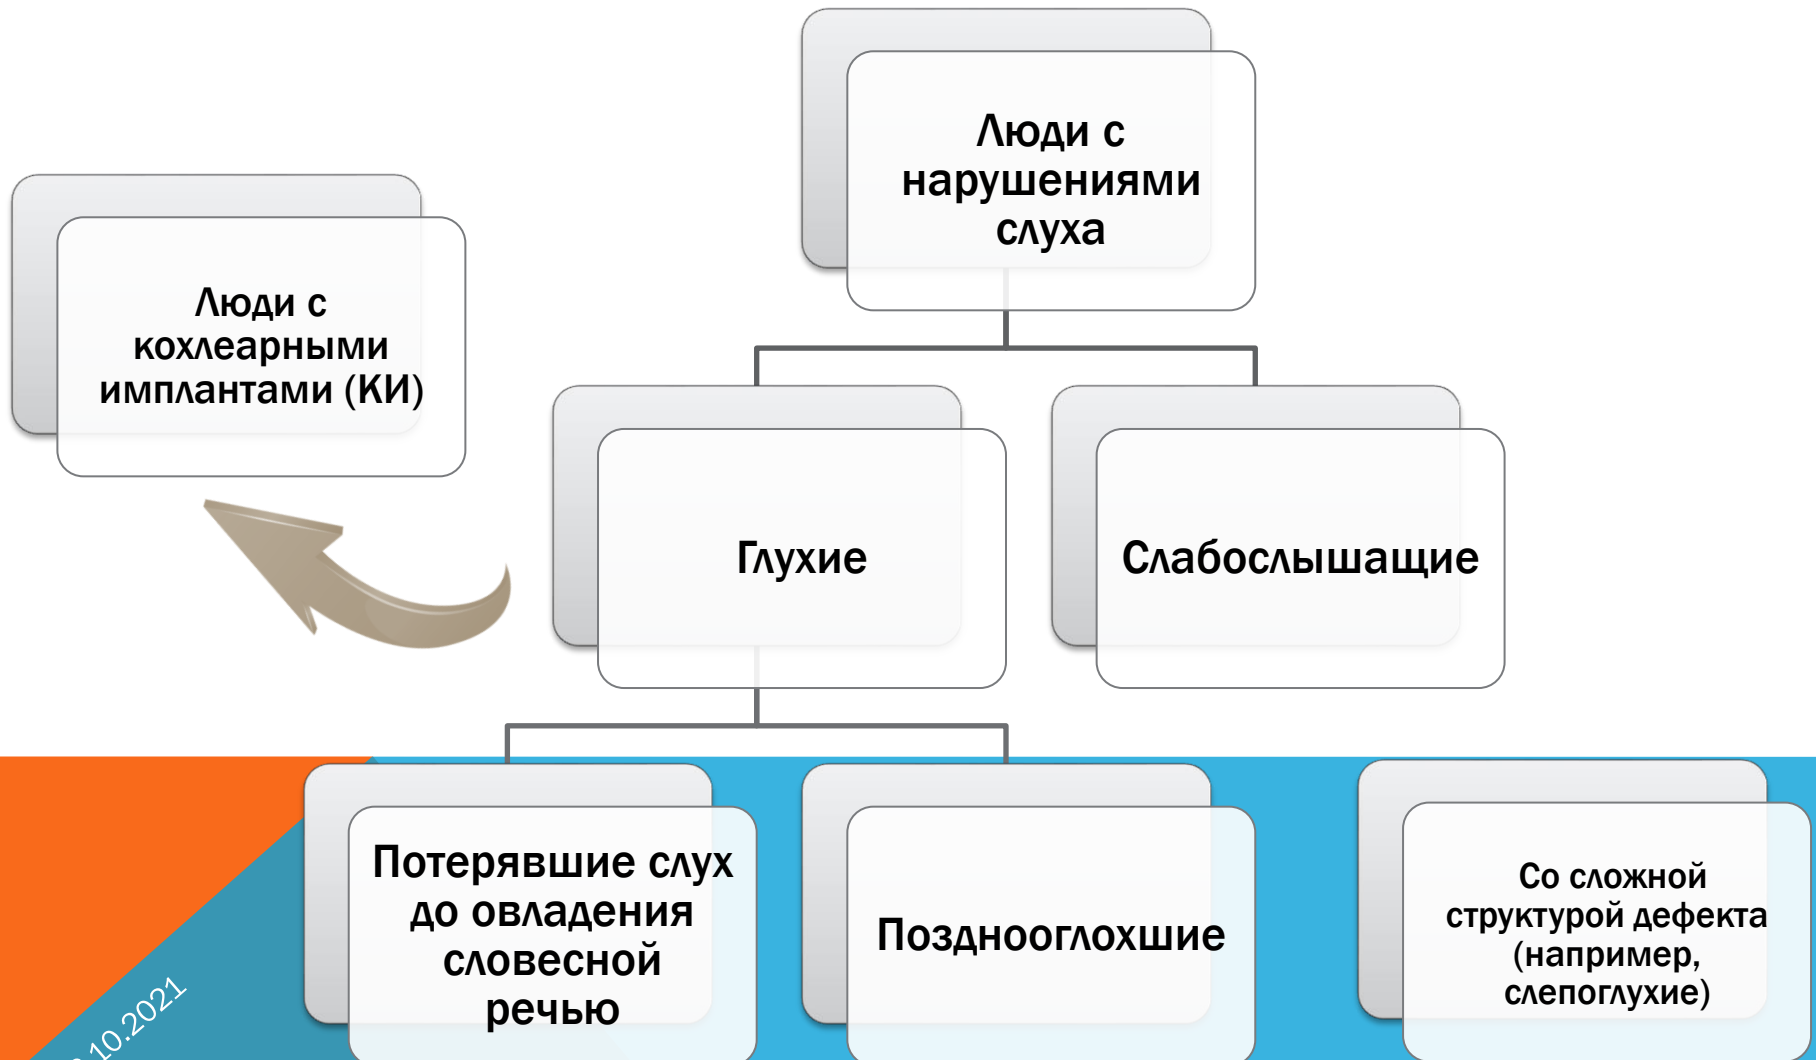 Люди с
нарушениями
слуха
Люди с
кохлеарными
имплантами (КИ)
Глухие
Слабослышащие
Потерявшие слух
до овладения
словесной
речью
Позднооглохшие
Со сложной
структурой дефекта
(например,
слепоглухие)
.10.2021